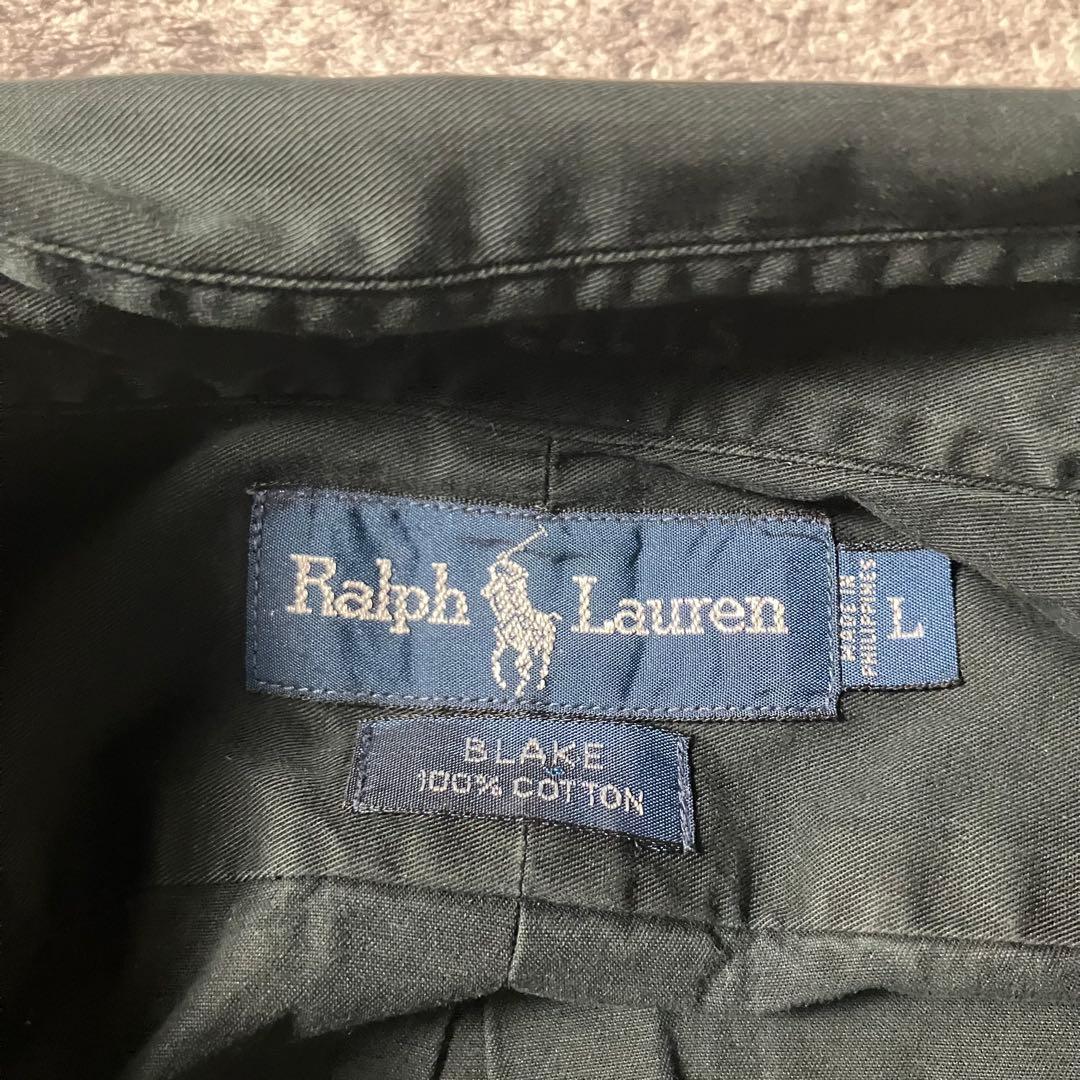 Ralph Lauren
MADE IN
PHILIPPINES
L
BLAKE
100% COTTON